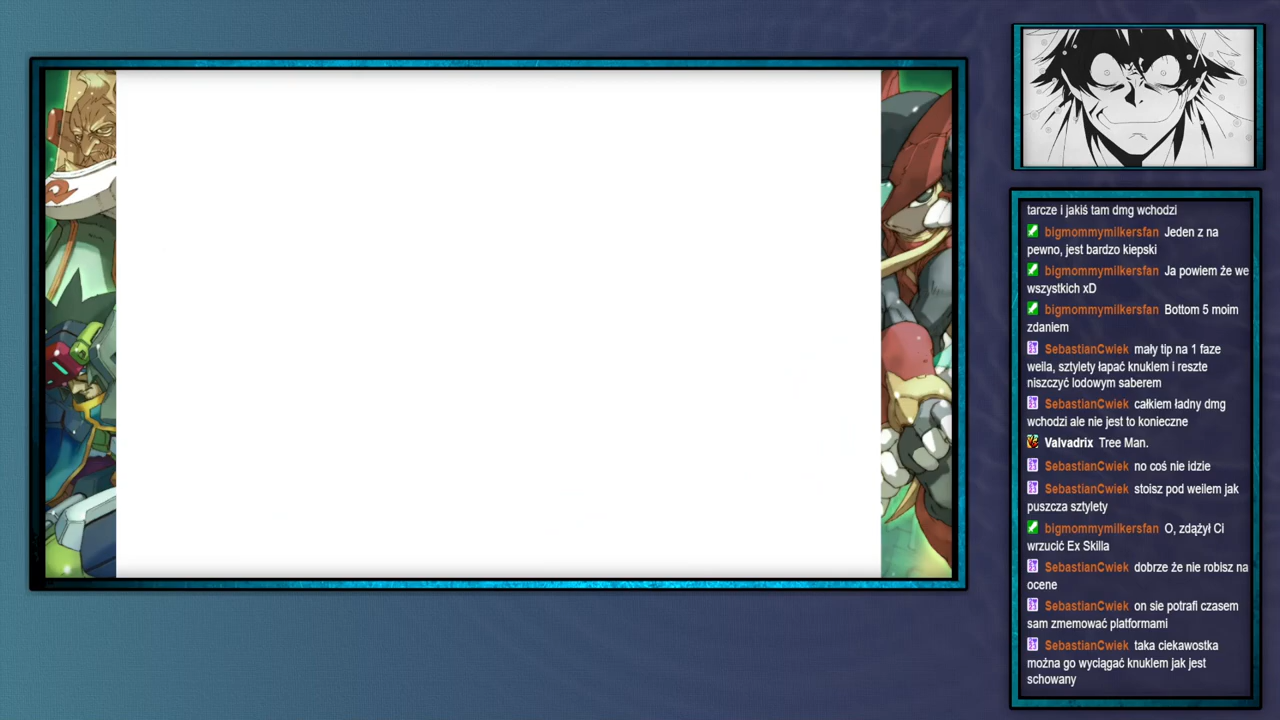 tarcze i jakiś tam dmg wchodzi
bigmommymilkersfan Jeden z na
pewno, jest bardzo kiepski
bigmommymilkersfan Ja powiem że we
wszystkich xD
bigmommymilkersfan Bottom 5 moim
zdaniem
SebastianCwiek mały tip na 1 faze
weila, sztylety łapać knuklem i reszte
niszczyć lodowym saberem
SebastianCwiek całkiem ładny dmg
wchodzi ale nie jest to konieczne
Valvadrix Tree Man.
SebastianCwiek no coś nie idzie
SebastianCwiek stoisz pod weilem jak
puszcza sztylety
bigmommymilkersfan O, zdążył Ci
wrzucić Ex Skilla
SebastianCwiek dobrze że nie robisz na
ocene
SebastianCwiek on sie potrafi czasem
sam zmemować platformami
SebastianCwiek taka ciekawostka
można go wyciągać knuklem jak jest
schowany